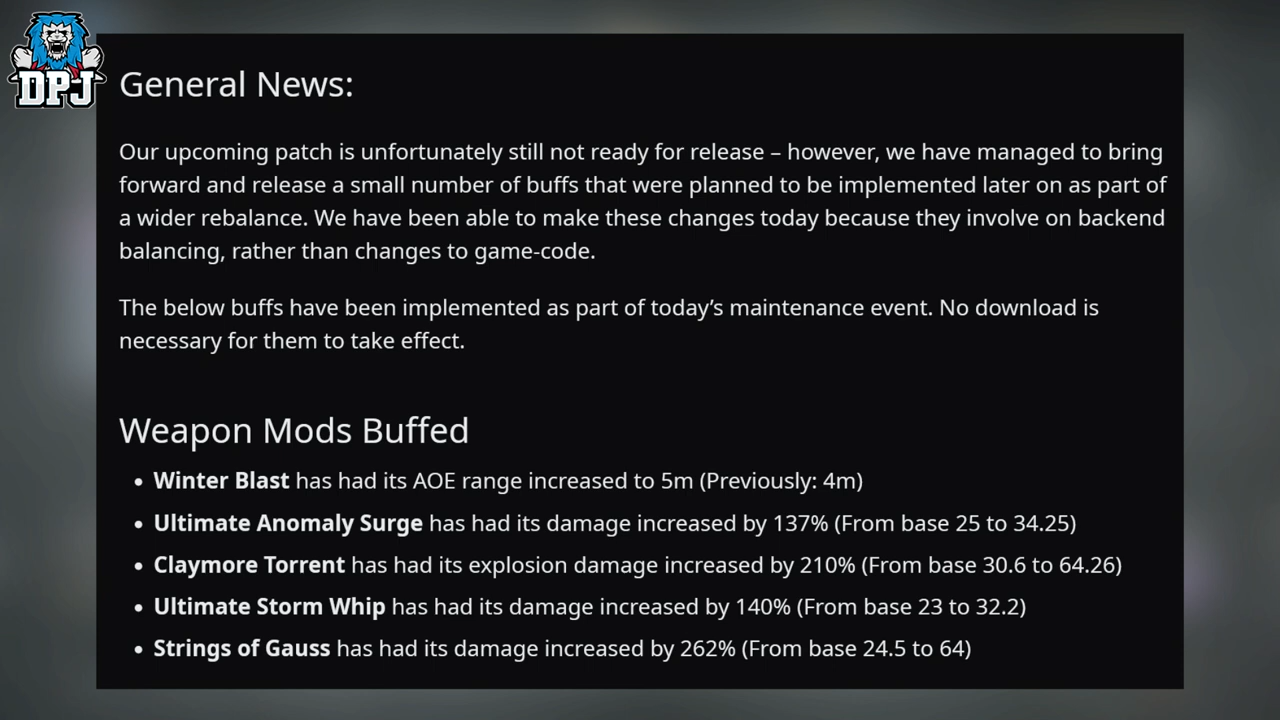 DPJ
General News:
Our upcoming patch is unfortunately still not ready for release – however, we have managed to bring
forward and release a small number of buffs that were planned to be implemented later on as part of
a wider rebalance. We have been able to make these changes today because they involve on backend
balancing, rather than changes to game-code.
The below buffs have been implemented as part of today’s maintenance event. No download is
necessary for them to take effect.
Weapon Mods Buffed
• Winter Blast has had its AOE range increased to 5m (Previously: 4m)
• Ultimate Anomaly Surge has had its damage increased by 137% (From base 25 to 34.25)
• Claymore Torrent has had its explosion damage increased by 210% (From base 30.6 to 64.26)
• Ultimate Storm Whip has had its damage increased by 140% (From base 23 to 32.2)
• Strings of Gauss has had its damage increased by 262% (From base 24.5 to 64)